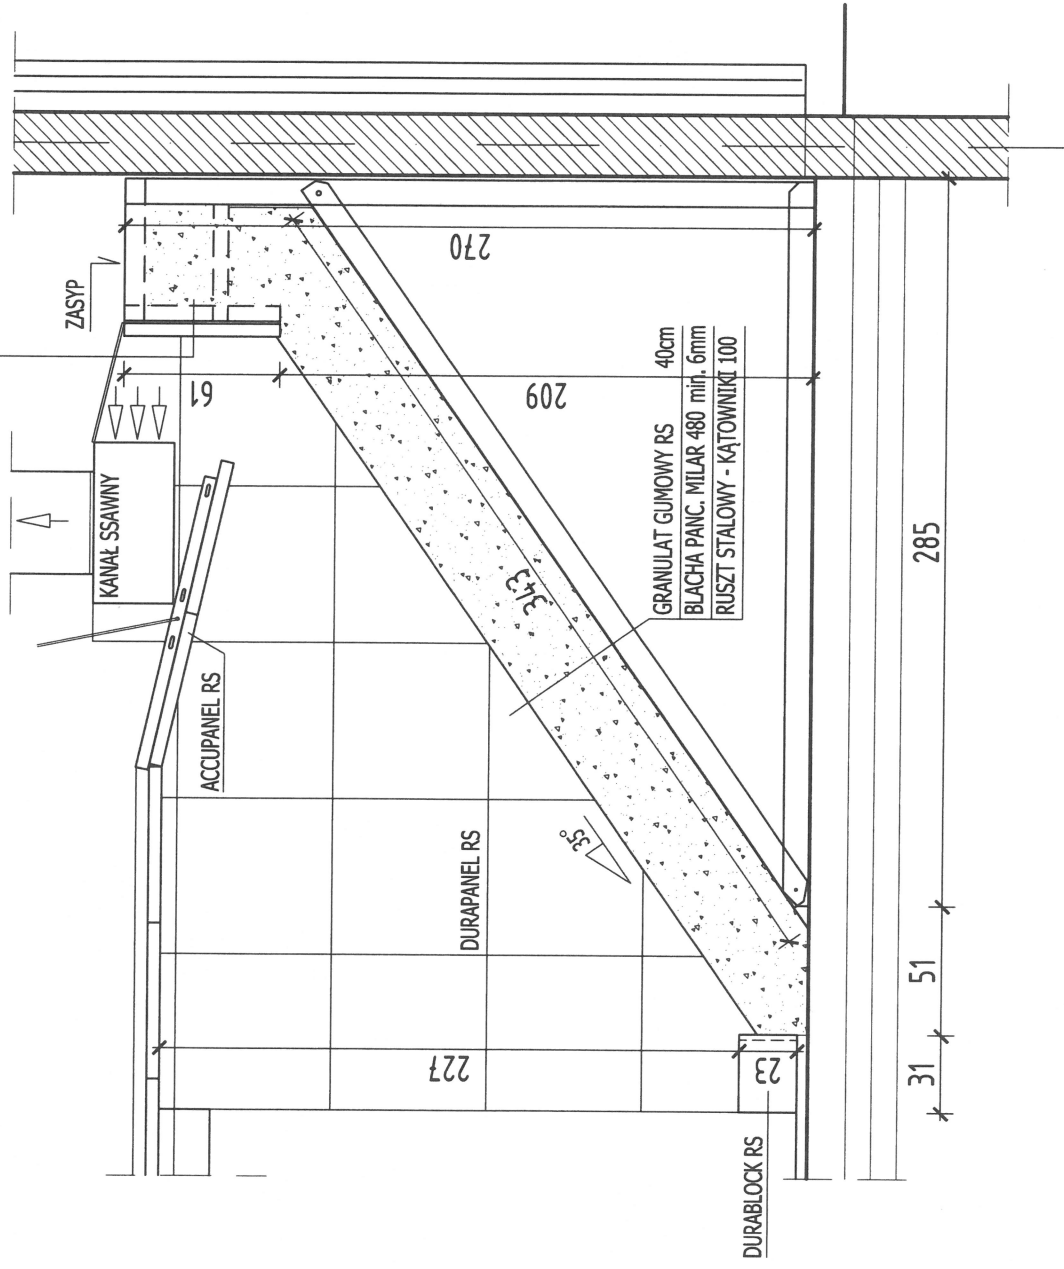 ZASYP
270
61
209
KANAŁ SSAWNY
GRANULAT GUMOWY RS 40cm
BLACHA PANC. MILAR 480 min. 6mm
RUSZT STALOWY - KĄTOWNIKI 100
343
285
ACCUPANEL RS
DURAPANEL RS
35°
51
227
23
31
DURABLOCK RS